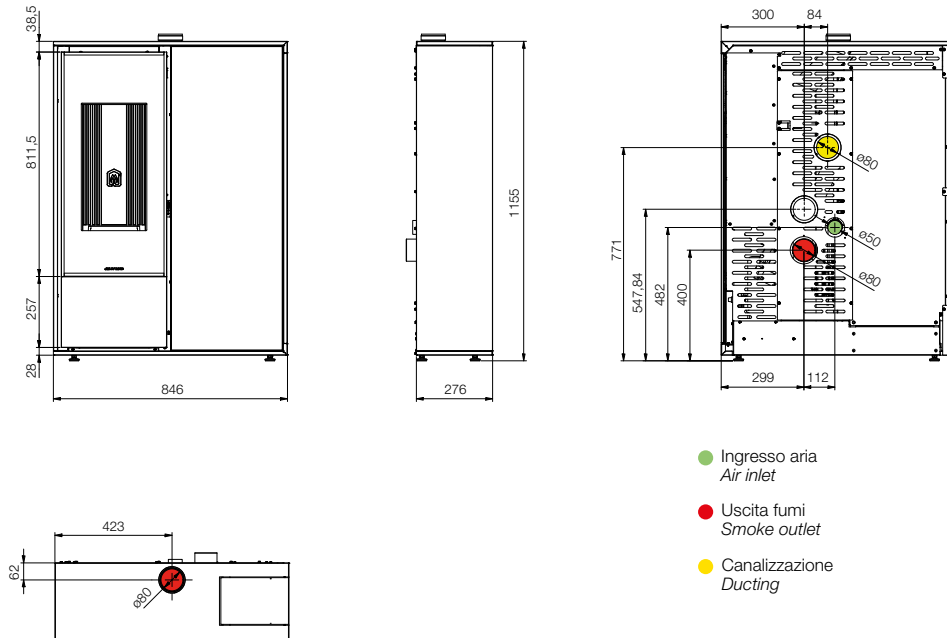 38,5
811,5
257
28
846
1155
276
300
84
ø80
ø50
ø80
771
547,84
482
400
299
112
423
62
ø80
Ingresso aria
Air inlet
Uscita fumi
Smoke outlet
Canalizzazione
Ducting